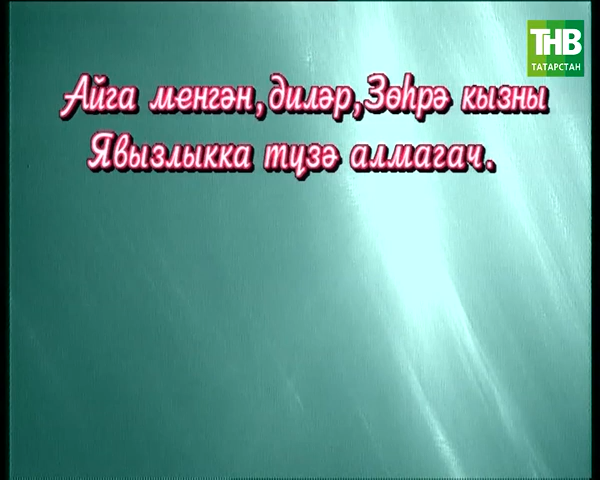 ТНВ
ТАТАРСТАН
Айга менгән, диләр, Зөһрә кызны
Явызлыкка түзә алмагач.